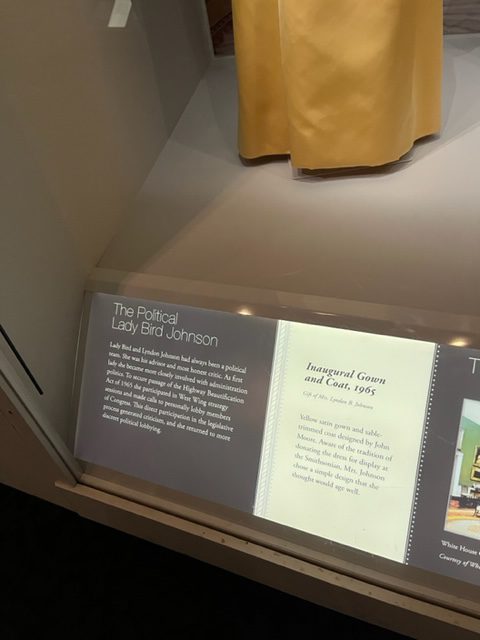 The Political
Lady Bird Johnson
Lady Bird and Lyndon Johnson had always been a political
team. She was his advisor and most honest critic. As first
lady she became more closely involved with administration
politics. To secure passage of the Highway Beautification
Act of 1965 she participated in West Wing strategy
sessions and made calls to personally lobby members
of Congress. This direct participation in the legislative
process generated criticism, and she returned to more
discreet political lobbying.
Inaugural Gown
and Coat, 1965
Gift of Mrs. Lyndon B. Johnson
Yellow satin gown and sable-
trimmed coat designed by John
Moore. Aware of the tradition of
donating the dress for display at
the Smithsonian, Mrs. Johnson
chose a simple design that she
thought would age well.
T
White House
Courtesy of Whi